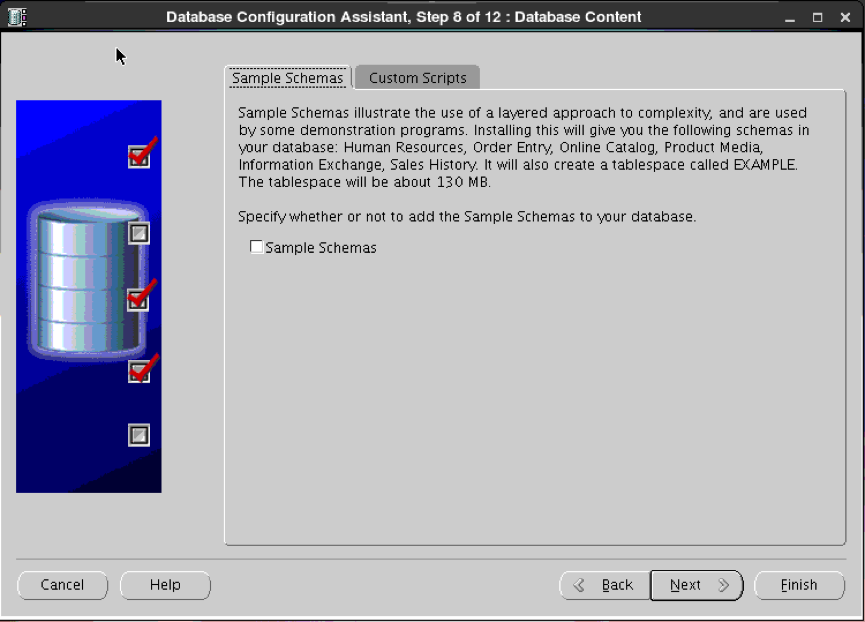 Database Configuration Assistant, Step 8 of 12 : Database Content
Sample Schemas
Custom Scripts
Sample Schemas illustrate the use of a layered approach to complexity, and are used
by some demonstration programs. Installing this will give you the following schemas in
your database: Human Resources, Order Entry, Online Catalog, Product Media,
Information Exchange, Sales History. It will also create a tablespace called EXAMPLE.
The tablespace will be about 130 MB.
Specify whether or not to add the Sample Schemas to your database.
Sample Schemas
Cancel
Help
Back
Next
Finish